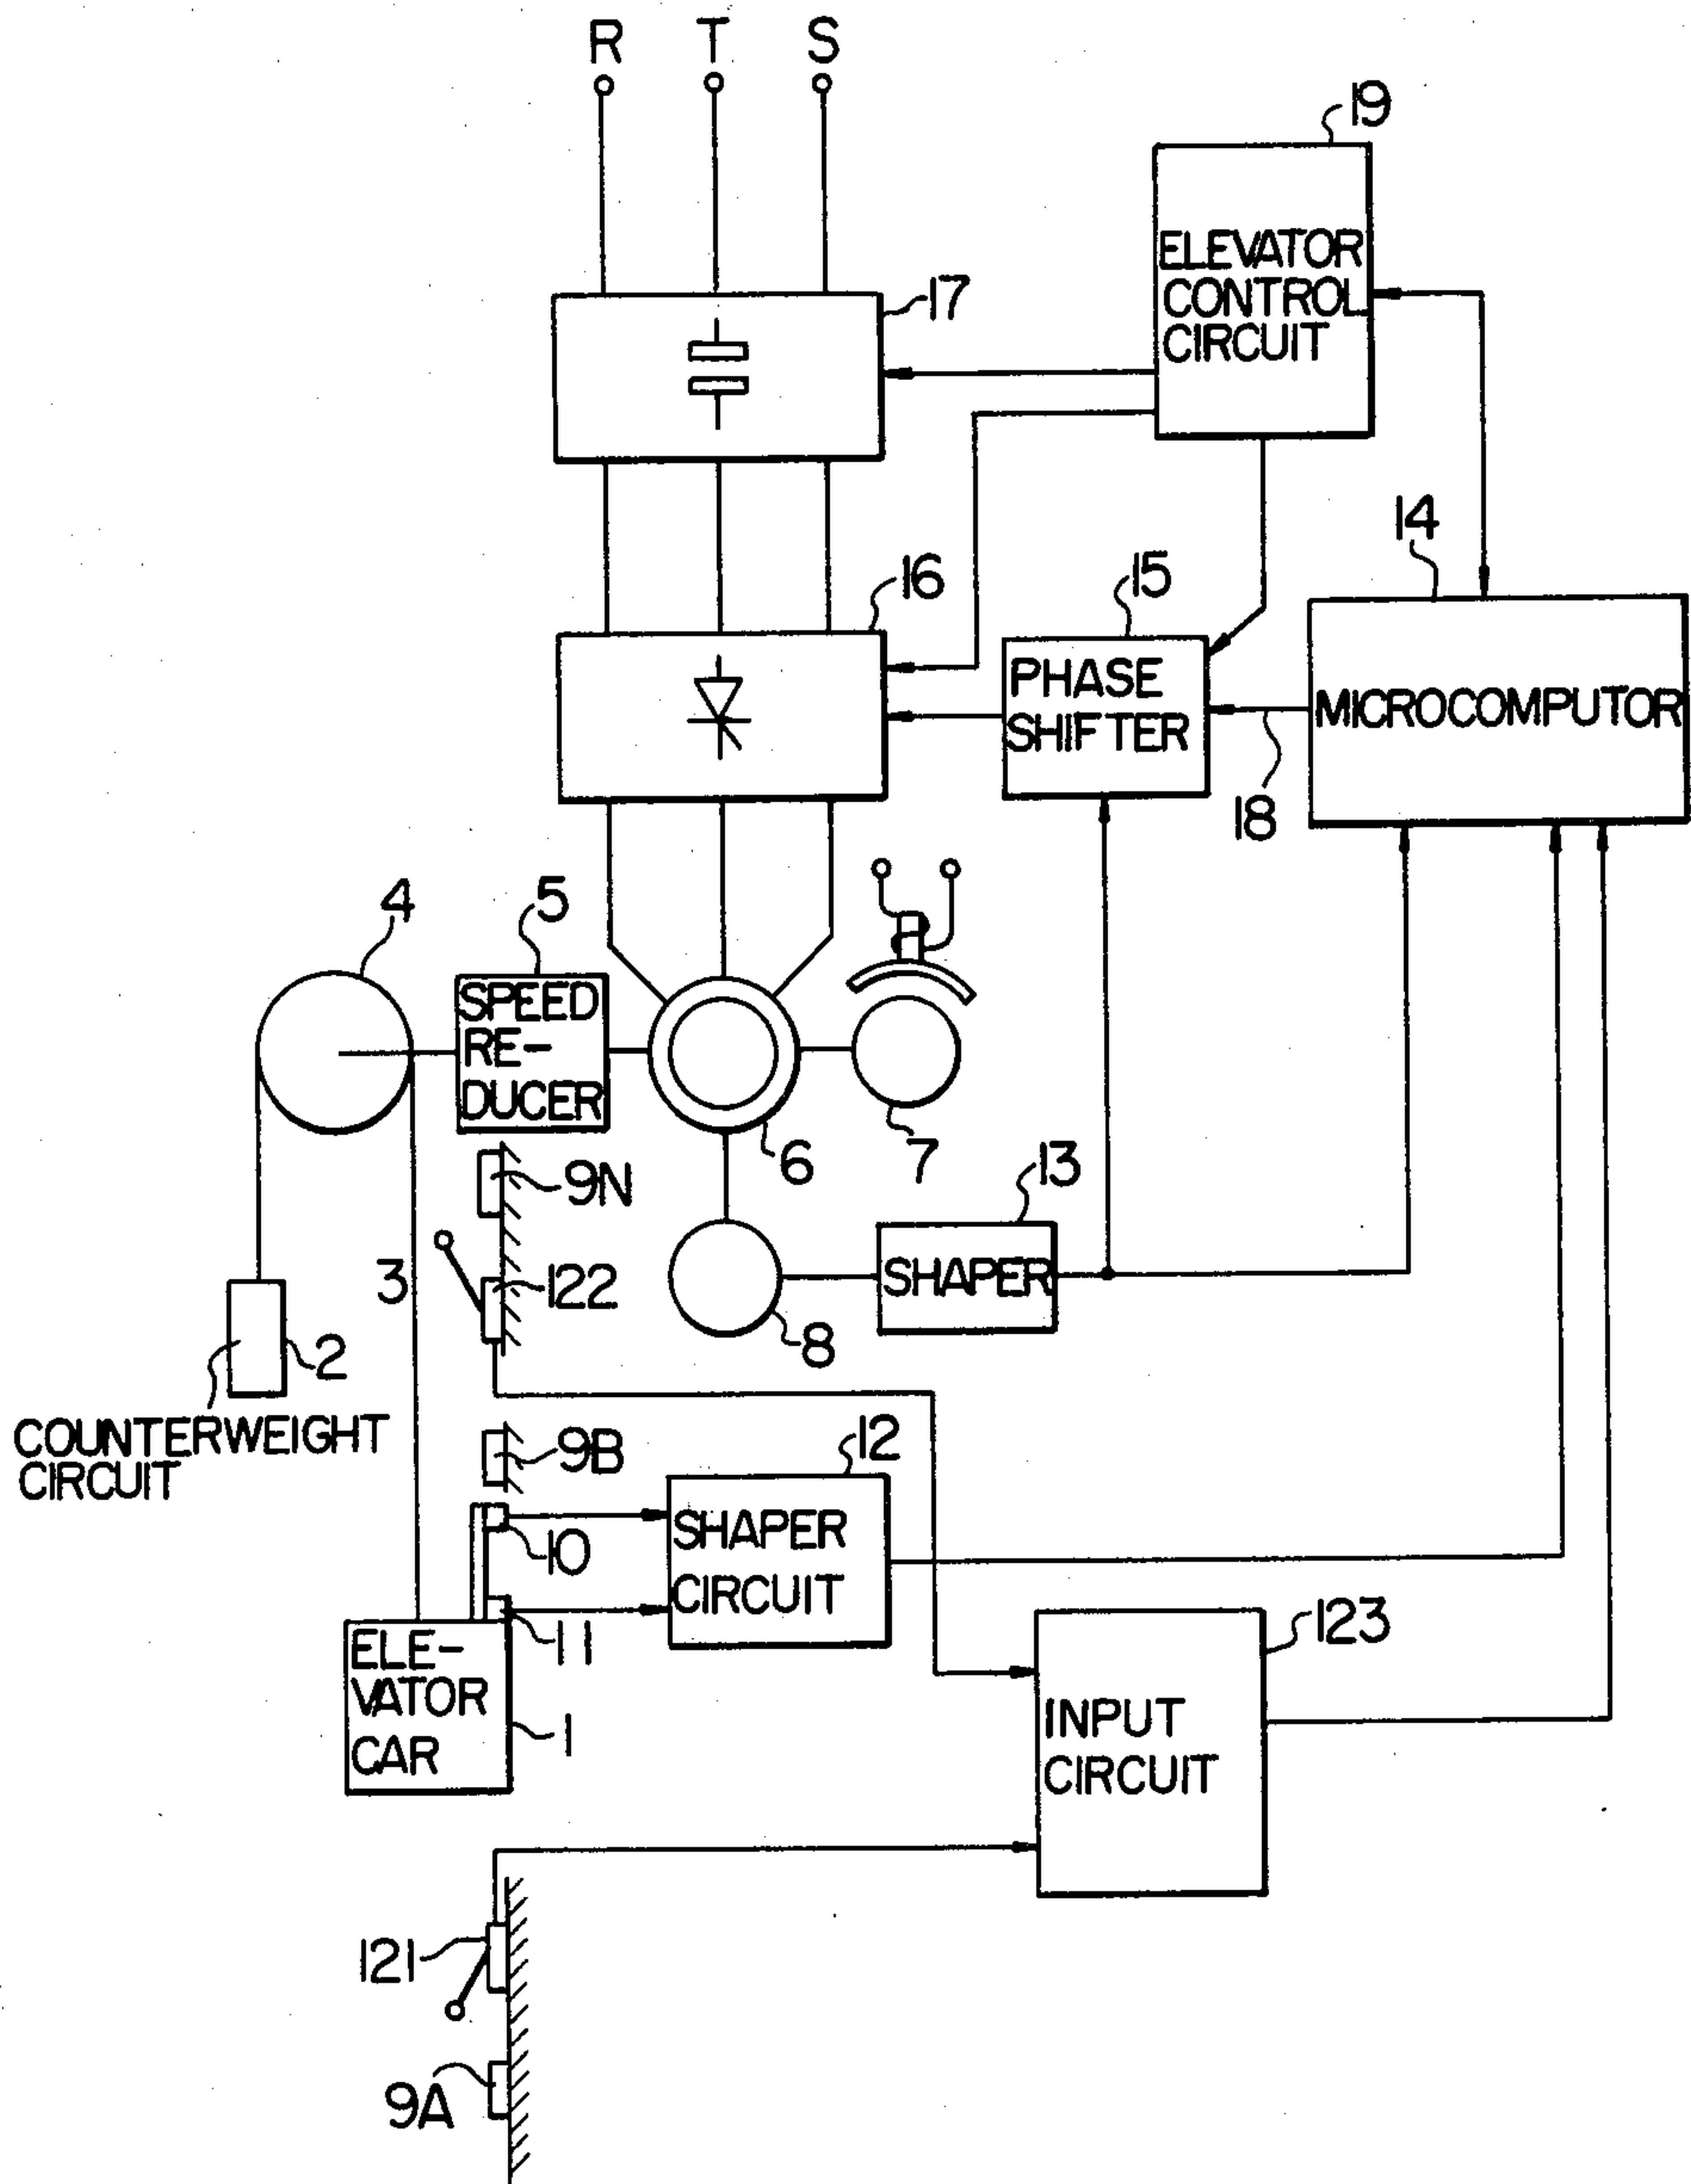 R T S
19
ELEVATOR
CONTROL
CIRCUIT
17
14
16
15
PHASE
SHIFTER
MICROCOMPUTOR
18
4
5
SPEED
RE-
DUCER
6
7
9N
13
3
122
SHAPER
2
8
COUNTERWEIGHT
CIRCUIT
9B
12
10
SHAPER
CIRCUIT
11
123
ELE-
VATOR
CAR
1
INPUT
CIRCUIT
121
9A